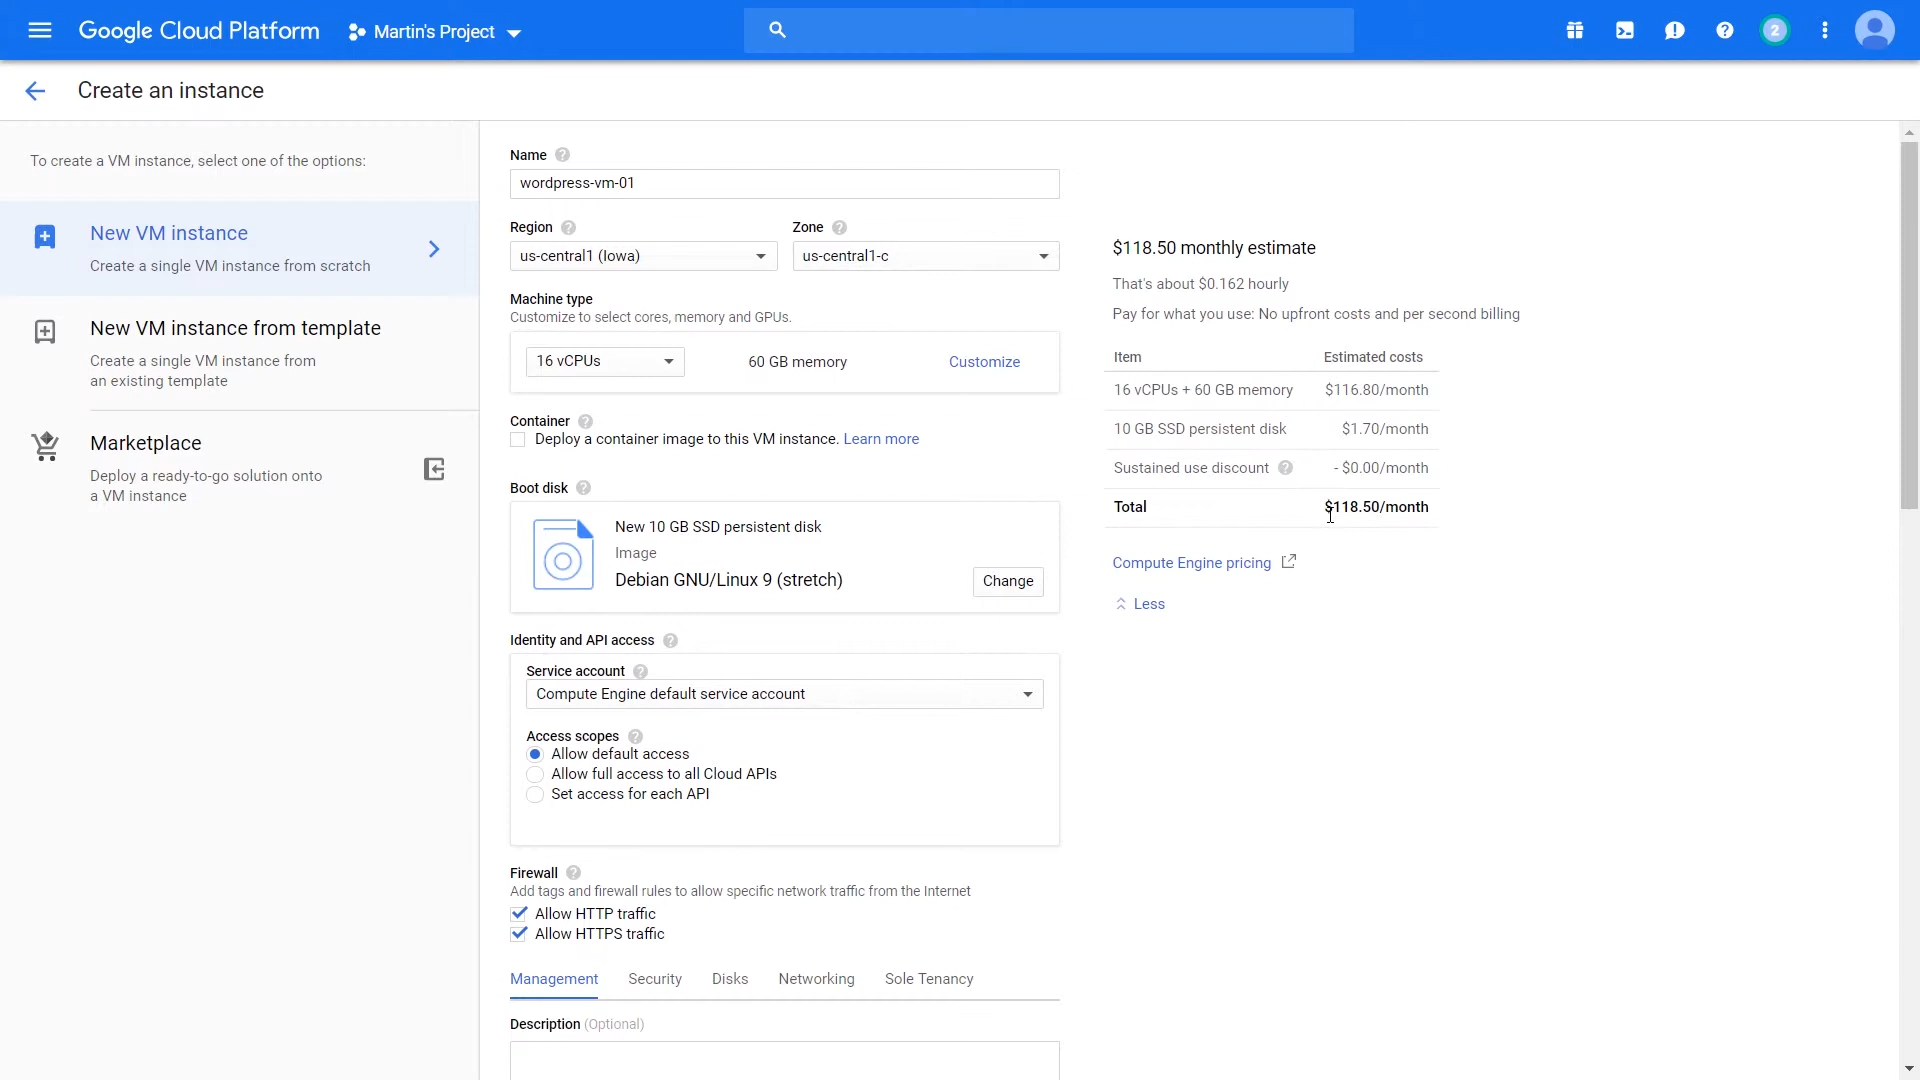 Google Cloud Platform
Martin's Project
2
Create an instance
To create a VM instance, select one of the options:
New VM instance
Create a single VM instance from scratch
New VM instance from template
Create a single VM instance from
an existing template
Marketplace
Deploy a ready-to-go solution onto
a VM instance
Name
wordpress-vm-01
Region
Zone
us-central1 (Iowa)
us-central1-c
Machine type
Customize to select cores, memory and GPUs.
16 vCPUs
60 GB memory
Customize
Container
Deploy a container image to this VM instance. Learn more
Boot disk
New 10 GB SSD persistent disk
Image
Debian GNU/Linux 9 (stretch)
Change
Identity and API access
Service account
Compute Engine default service account
Access scopes
Allow default access
Allow full access to all Cloud APIs
Set access for each API
Firewall
Add tags and firewall rules to allow specific network traffic from the Internet
Allow HTTP traffic
Allow HTTPS traffic
Management Security Disks Networking Sole Tenancy
Description (Optional)
$118.50 monthly estimate
That's about $0.162 hourly
Pay for what you use: No upfront costs and per second billing
Item Estimated costs
16 vCPUs + 60 GB memory $116.80/month
10 GB SSD persistent disk $1.70/month
Sustained use discount - $0.00/month
Total $118.50/month
Compute Engine pricing
Less